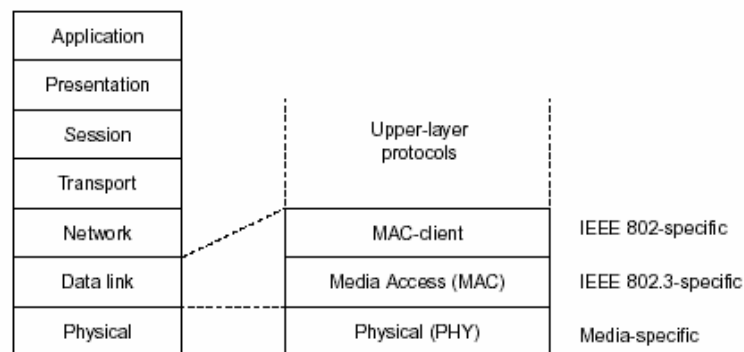 Application
Presentation
Session
Transport
Network
Data link
Physical
Upper-layer
protocols
MAC-client
Media Access (MAC)
Physical (PHY)
IEEE 802-specific
IEEE 802.3-specific
Media-specific